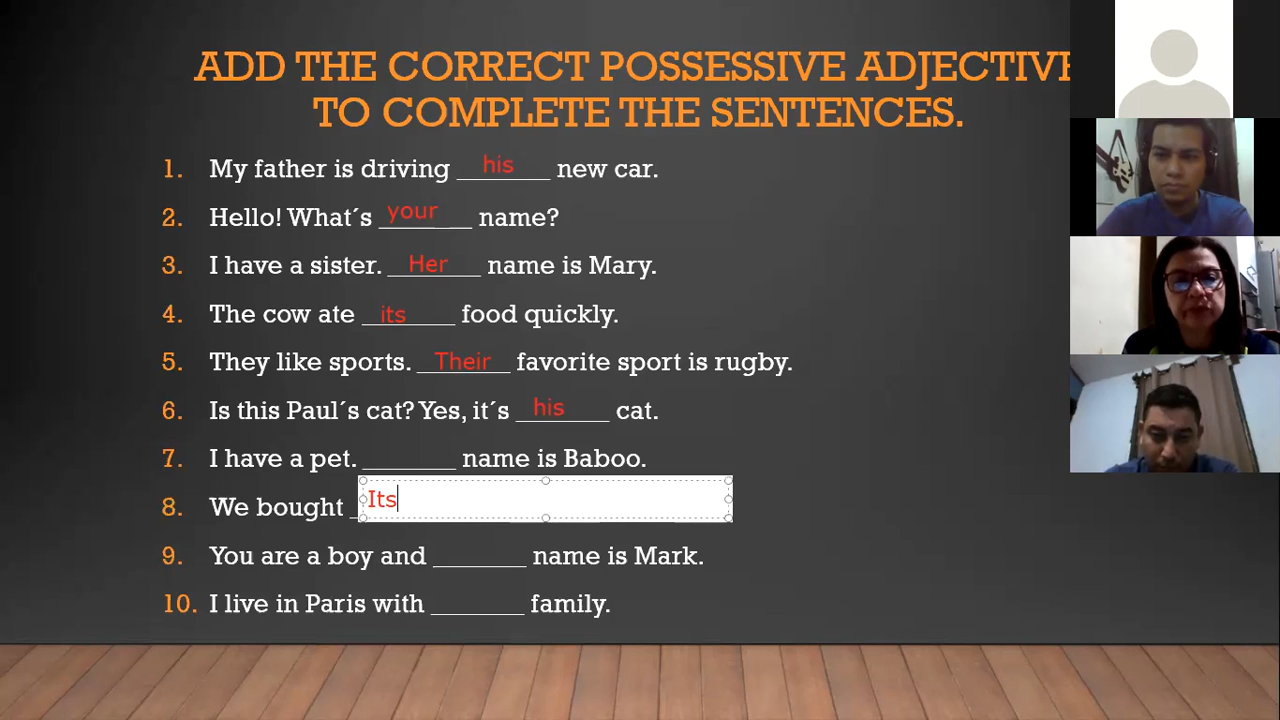 ADD THE CORRECT POSSESSIVE ADJECTIVE
TO COMPLETE THE SENTENCES.
1. My father is driving his new car.
2. Hello! What´s your name?
3. I have a sister. Her name is Mary.
4. The cow ate its food quickly.
5. They like sports. Their favorite sport is rugby.
6. Is this Paul´s cat? Yes, it´s his cat.
7. I have a pet. _______ name is Baboo.
8. We bought Its
9. You are a boy and _______ name is Mark.
10. I live in Paris with _______ family.